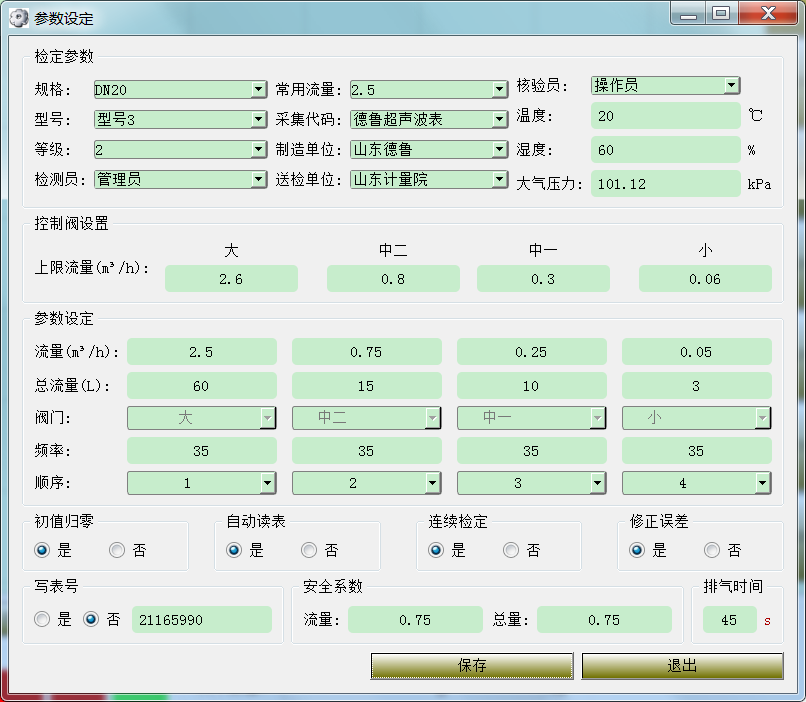 参数设定
检定参数
规格: DN20 常用流量: 2.5 核验员: 操作员
型号: 型号3 采集代码: 德鲁超声波表 温度: 20 ℃
等级: 2 制造单位: 山东德鲁 湿度: 60 %
检测员: 管理员 送检单位: 山东计量院 大气压力: 101.12 kPa
控制阀设置
大 中二 中一 小
上限流量(m³/h): 2.6 0.8 0.3 0.06
参数设定
流量(m³/h): 2.5 0.75 0.25 0.05
总流量(L): 60 15 10 3
阀门: 大 中二 中一 小
频率: 35 35 35 35
顺序: 1 2 3 4
初值归零 自动读表 连续检定 修正误差
是 否 是 否 是 否 是 否
写表号 安全系数 排气时间
是 否 21165990 流量: 0.75 总量: 0.75 45 s
保存 退出